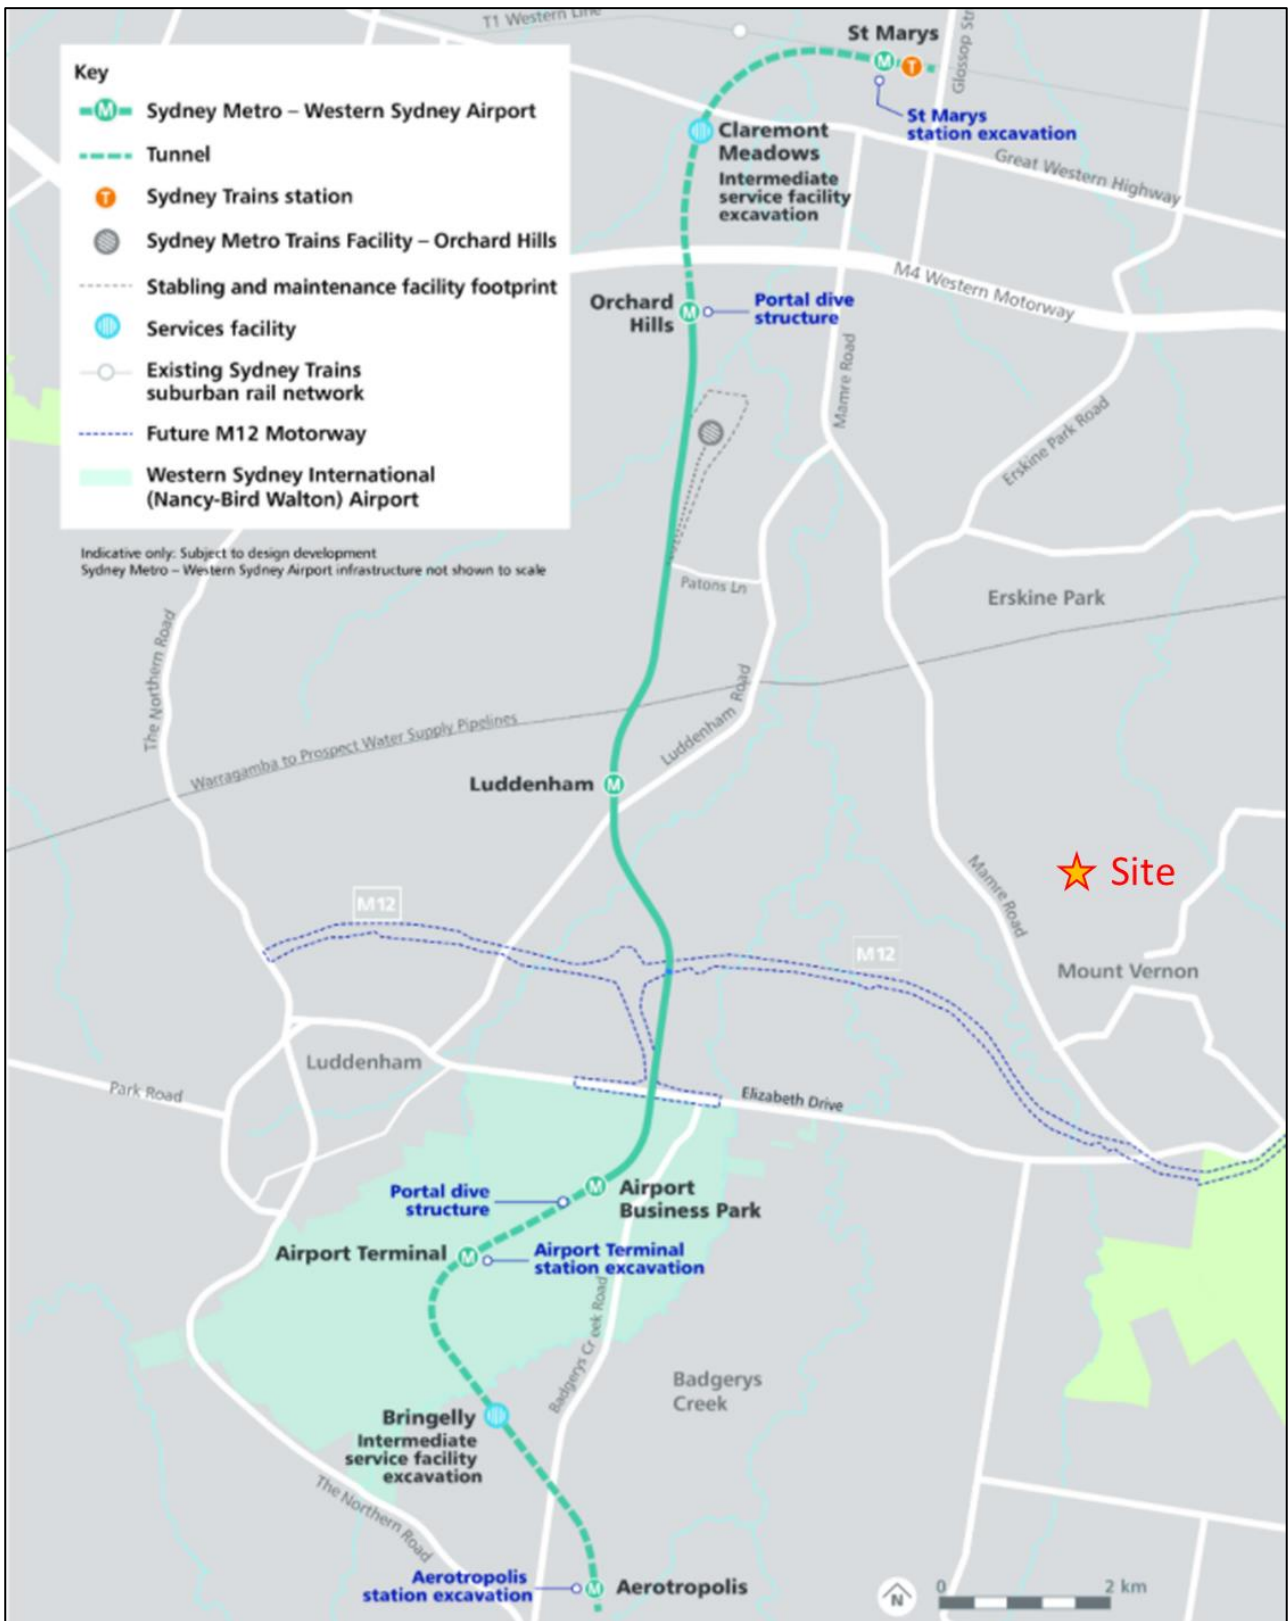 T1 Western Line
St Marys
M
T
Glossop Str
Key
M
Sydney Metro – Western Sydney Airport
Tunnel
T
Sydney Trains station
Sydney Metro Trains Facility – Orchard Hills
Stabling and maintenance facility footprint
Services facility
Existing Sydney Trains
suburban rail network
Future M12 Motorway
Western Sydney International
(Nancy-Bird Walton) Airport
Indicative only: Subject to design development
Sydney Metro – Western Sydney Airport infrastructure not shown to scale
St Marys
station excavation
Claremont
Meadows
Intermediate
service facility
excavation
Great Western Highway
M4 Western Motorway
Orchard
Hills
M
Portal dive
structure
Mamre Road
Erskine Park Road
Patons Ln
Erskine Park
The Northern Road
Warragamba to Prospect Water Supply Pipelines
Luddenham Road
Luddenham
M
Site
Mamre Road
M12
M12
Mount Vernon
Luddenham
Park Road
Elizabeth Drive
Portal dive
structure
M
Airport
Business Park
Airport Terminal
M
Airport Terminal
station excavation
Badgerys Creek Road
Badgerys
Creek
Bringelly
Intermediate
service facility
excavation
The Northern Road
Aerotropolis
station excavation
M
Aerotropolis
N
0
2 km